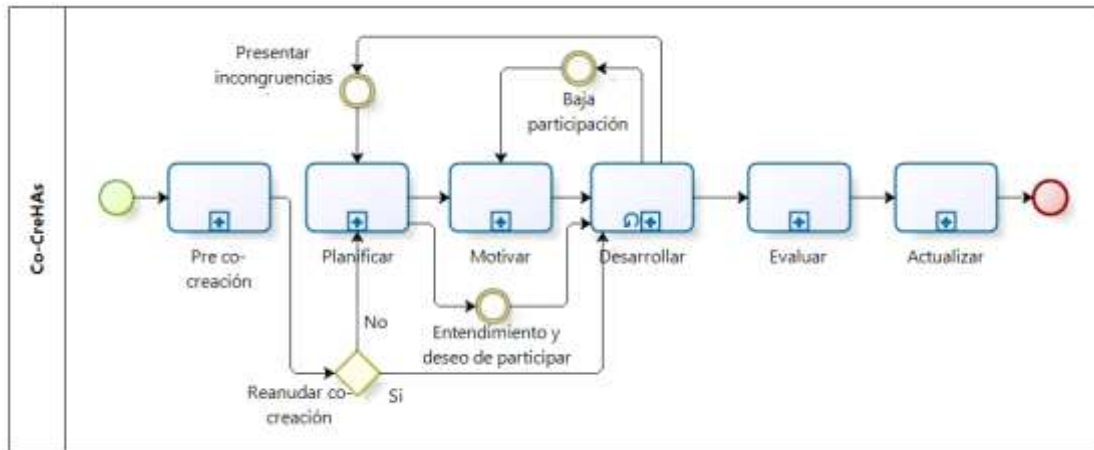 Co-CreHAs
Presentar
incongruencias
Baja
participación
Pre co-
creación
Planificar
Motivar
Desarrollar
Evaluar
Actualizar
No
Entendimiento y
deseo de participar
Reanudar co-
creación
Si